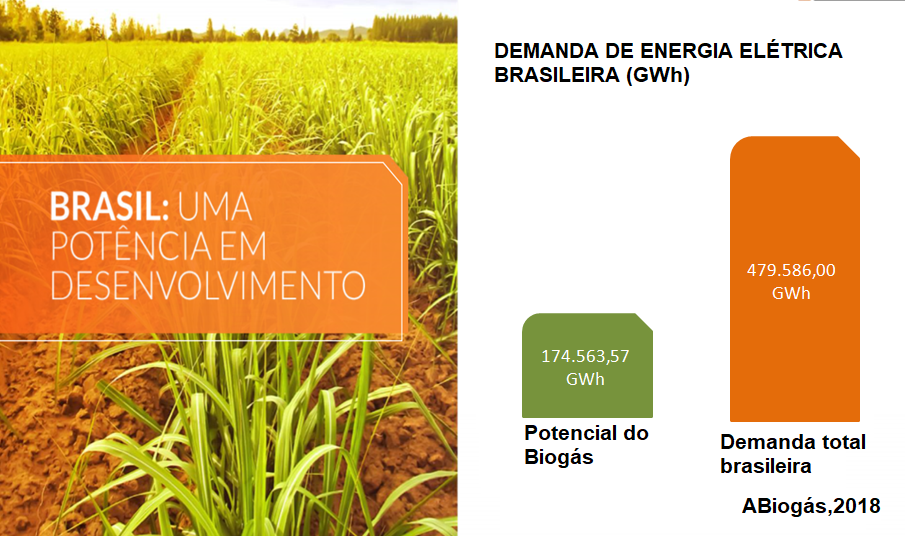 BRASIL: UMA
POTÊNCIA EM
DESENVOLVIMENTO
DEMANDA DE ENERGIA ELÉTRICA
BRASILEIRA (GWh)
174.563,57
GWh
Potencial do
Biogás
479.586,00
GWh
Demanda total
brasileira
ABiogás,2018